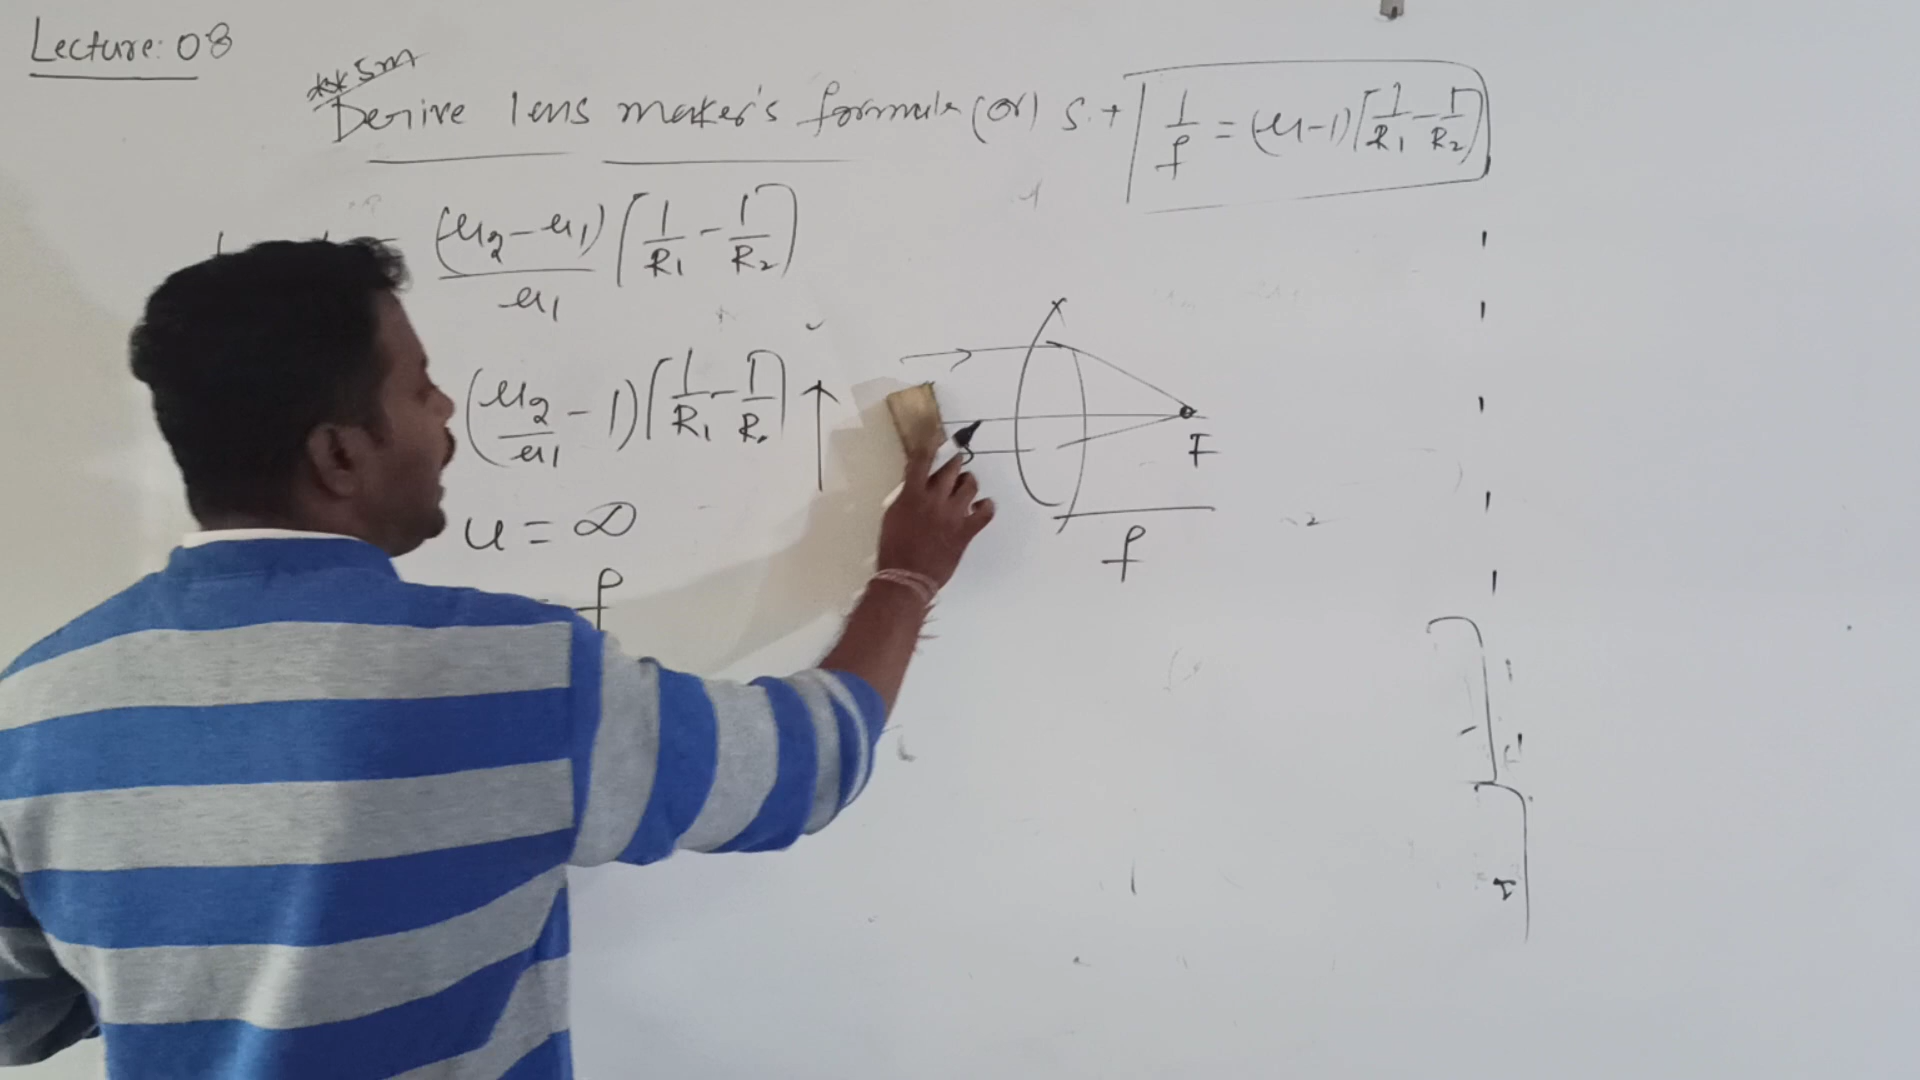 Lecture: 08
** 5m
Derive lens maker's formula (or) S.t 1/f = (μ-1)[1/R1 - 1/R2]
(μ2-μ1)/μ1 [1/R1 - 1/R2]
(μ2/μ1 - 1)[1/R1 - 1/R
u = ∞
f
F
f